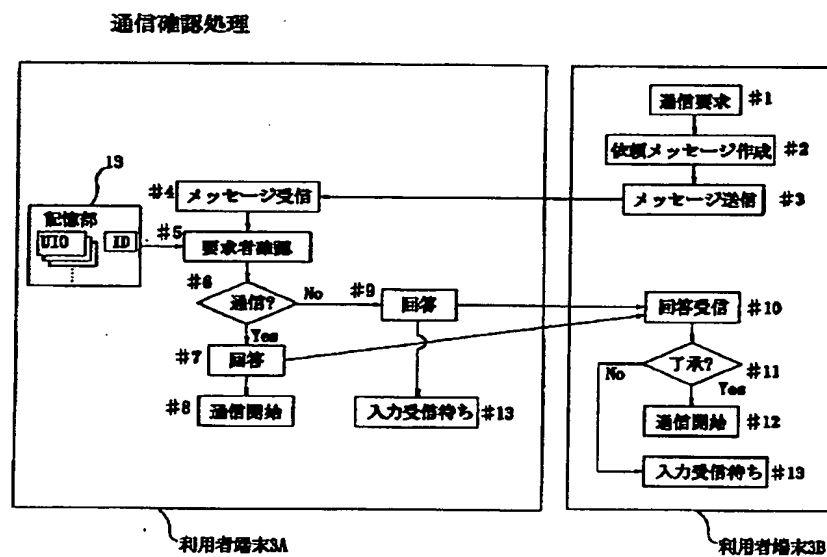 通信確認処理
通信要求 #1
依頼メッセージ作成 #2
メッセージ送信 #3
13
#4 メッセージ受信
記憶部
UIO ID
#5 要求者確認
#6 通信?
No
#9 回答
回答受信 #10
Yes
#7 回答
了承? #11
No
Yes
#8 通信開始
入力受信待ち #13
通信開始 #12
入力受信待ち #13
利用者端末3A
利用者端末3B